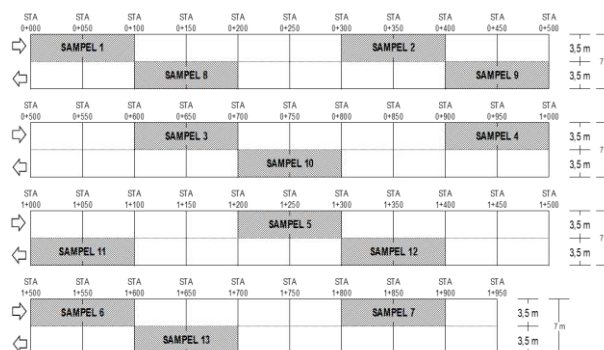 STA STA STA STA STA STA STA STA STA STA STA
0+000 0+050 0+100 0+150 0+200 0+250 0+300 0+350 0+400 0+450 0+500
SAMPEL 1 SAMPEL 2 3,5 m
7
SAMPEL 8 SAMPEL 9 3,5 m
STA STA STA STA STA STA STA STA STA STA STA
0+500 0+550 0+600 0+650 0+700 0+750 0+800 0+850 0+900 0+950 1+000
SAMPEL 3 SAMPEL 4 3,5 m
7
SAMPEL 10 3,5 m
STA STA STA STA STA STA STA STA STA STA STA
1+000 1+050 1+100 1+150 1+200 1+250 1+300 1+350 1+400 1+450 1+500
SAMPEL 5 3,5 m
7
SAMPEL 11 SAMPEL 12 3,5 m
STA STA STA STA STA STA STA STA STA STA
1+500 1+550 1+600 1+650 1+700 1+750 1+800 1+850 1+900 1+950
SAMPEL 6 SAMPEL 7 3,5 m
7 m
SAMPEL 13 3,5 m